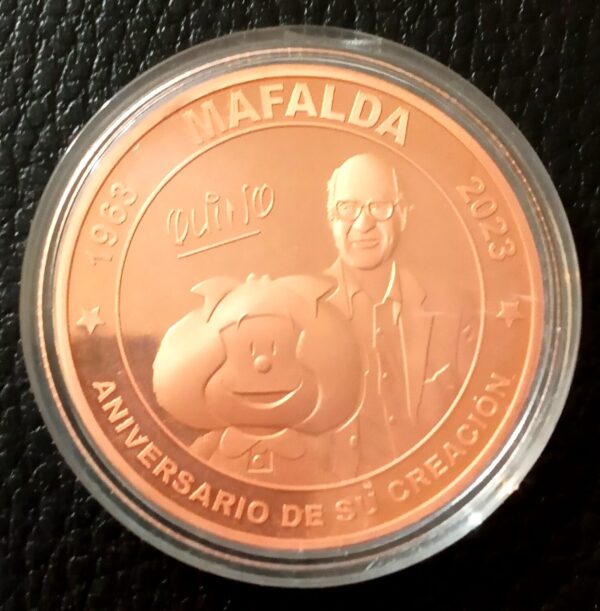 MAFALDA
1963
2023
QUINO
ANIVERSARIO DE SU CREACIÓN